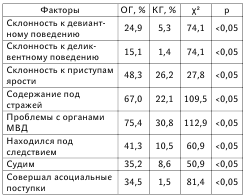 Факторы ОГ, % КГ, % χ² p
Склонность к девиант-
ному поведению 24,9 5,3 74,1 <0,05
Склонность к делик-
вентному поведению 15,1 1,4 74,1 <0,05
Склонность к приступам
ярости 48,3 26,2 27,8 <0,05
Содержание под
стражей 67,0 22,1 109,5 <0,05
Проблемы с органами
МВД 75,4 30,8 112,9 <0,05
Находился под
следствием 41,3 10,5 60,9 <0,05
Судим 35,2 8,6 50,9 <0,05
Совершал асоциальные
поступки 34,5 1,5 81,4 <0,05